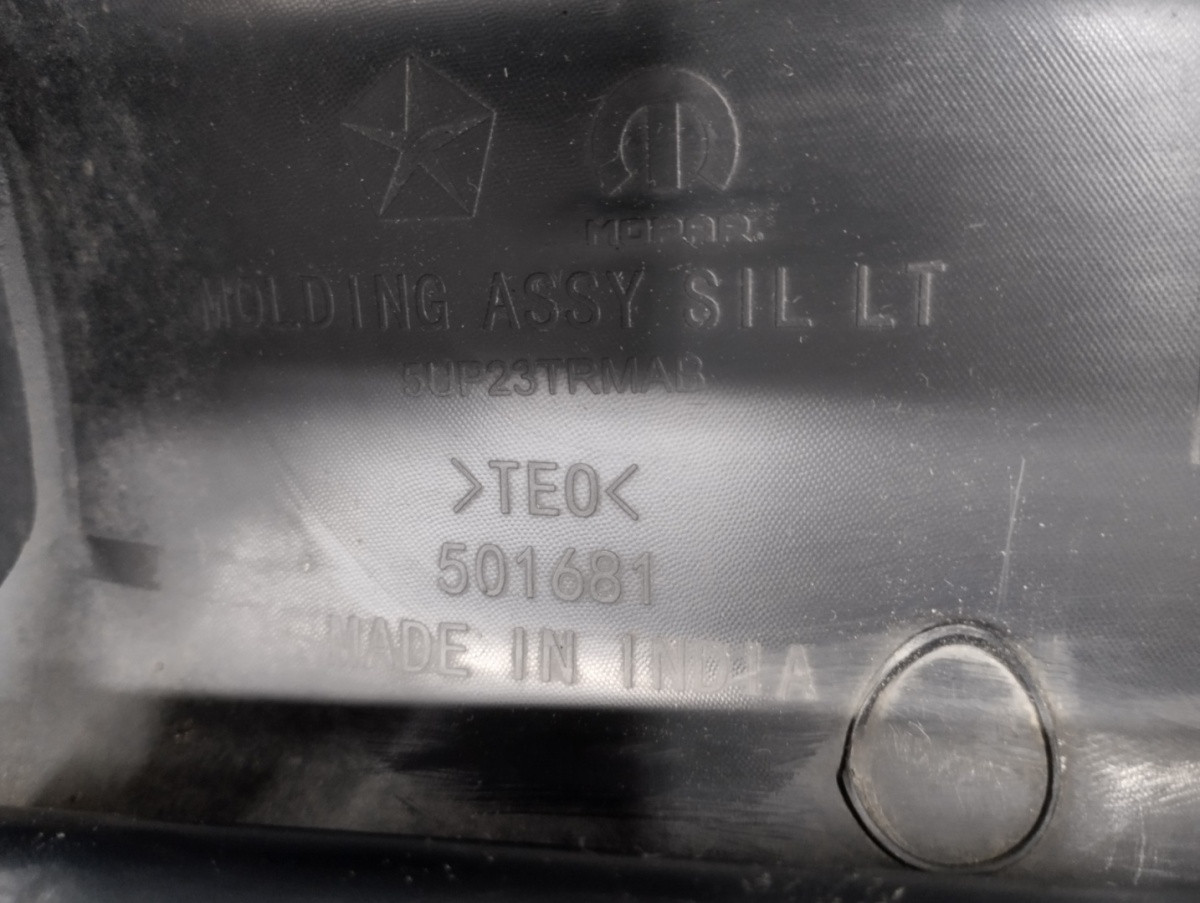 MOPAR
MOLDING ASSY SIL LT
5UP23TRMAB
>TEO<
501681
MADE IN INDIA